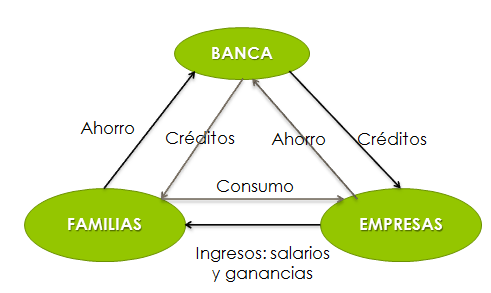 BANCA
Ahorro
Créditos
Ahorro
Créditos
Consumo
FAMILIAS
EMPRESAS
Ingresos: salarios
y ganancias